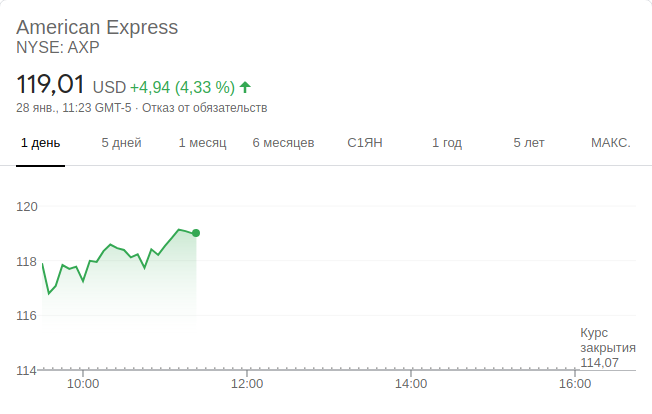 American Express
NYSE: AXP
119,01 USD +4,94 (4,33 %)
28 янв., 11:23 GMT-5 · Отказ от обязательств
1 день 5 дней 1 месяц 6 месяцев С1ЯН 1 год 5 лет МАКС.
120
118
116
Курс
закрытия
114,07
114
10:00 12:00 14:00 16:00